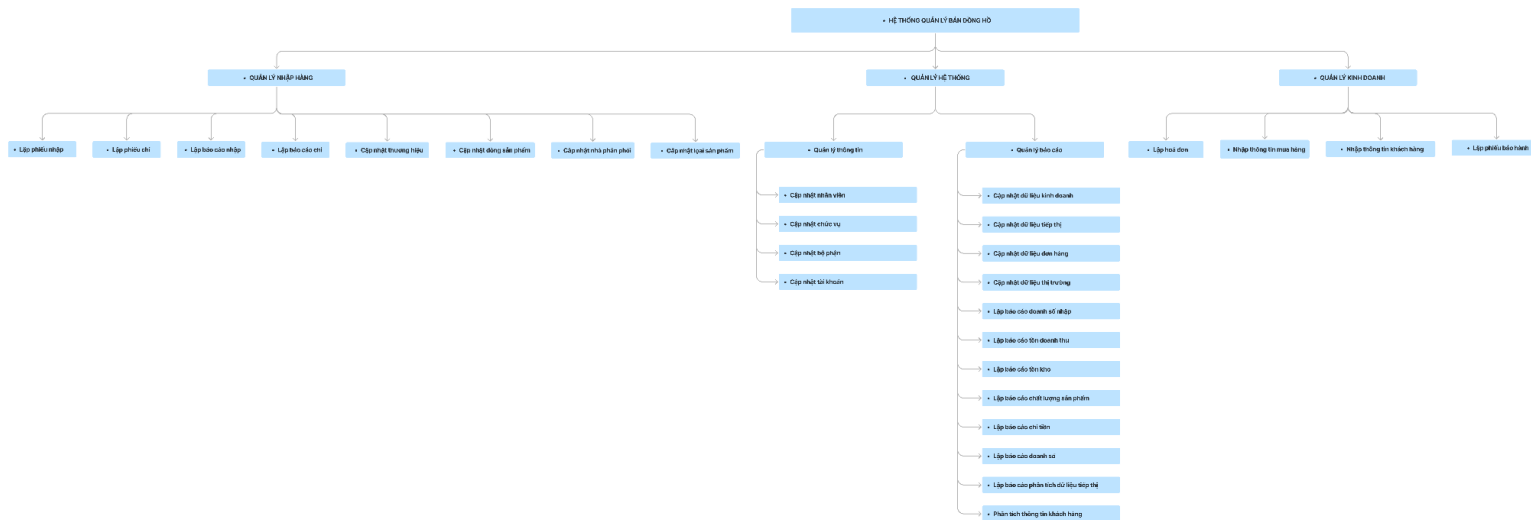 • HỆ THỐNG QUẢN LÝ BÁN ĐỒNG HỒ
• QUẢN LÝ NHẬP HÀNG
• QUẢN LÝ HỆ THỐNG
• QUẢN LÝ KINH DOANH
• Lập phiếu nhập
• Lập phiếu chi
• Lập báo cáo nhập
• Lập báo cáo chi
• Cập nhật thương hiệu
• Cập nhật dòng sản phẩm
• Cập nhật nhà phân phối
• Cập nhật loại sản phẩm
• Quản lý thông tin
• Quản lý báo cáo
• Lập hoá đơn
• Nhập thông tin mua hàng
• Nhập thông tin khách hàng
• Lập phiếu bảo hành
• Cập nhật nhân viên
• Cập nhật chức vụ
• Cập nhật bộ phận
• Cập nhật tài khoản
• Cập nhật dữ liệu kinh doanh
• Cập nhật dữ liệu tiếp thị
• Cập nhật dữ liệu đơn hàng
• Cập nhật dữ liệu thị trường
• Lập báo cáo doanh số nhập
• Lập báo cáo tồn doanh thu
• Lập báo cáo tồn kho
• Lập báo cáo chất lượng sản phẩm
• Lập báo cáo chi tiền
• Lập báo cáo doanh số
• Lập báo cáo phân tích dữ liệu tiếp thị
• Phân tích thông tin khách hàng